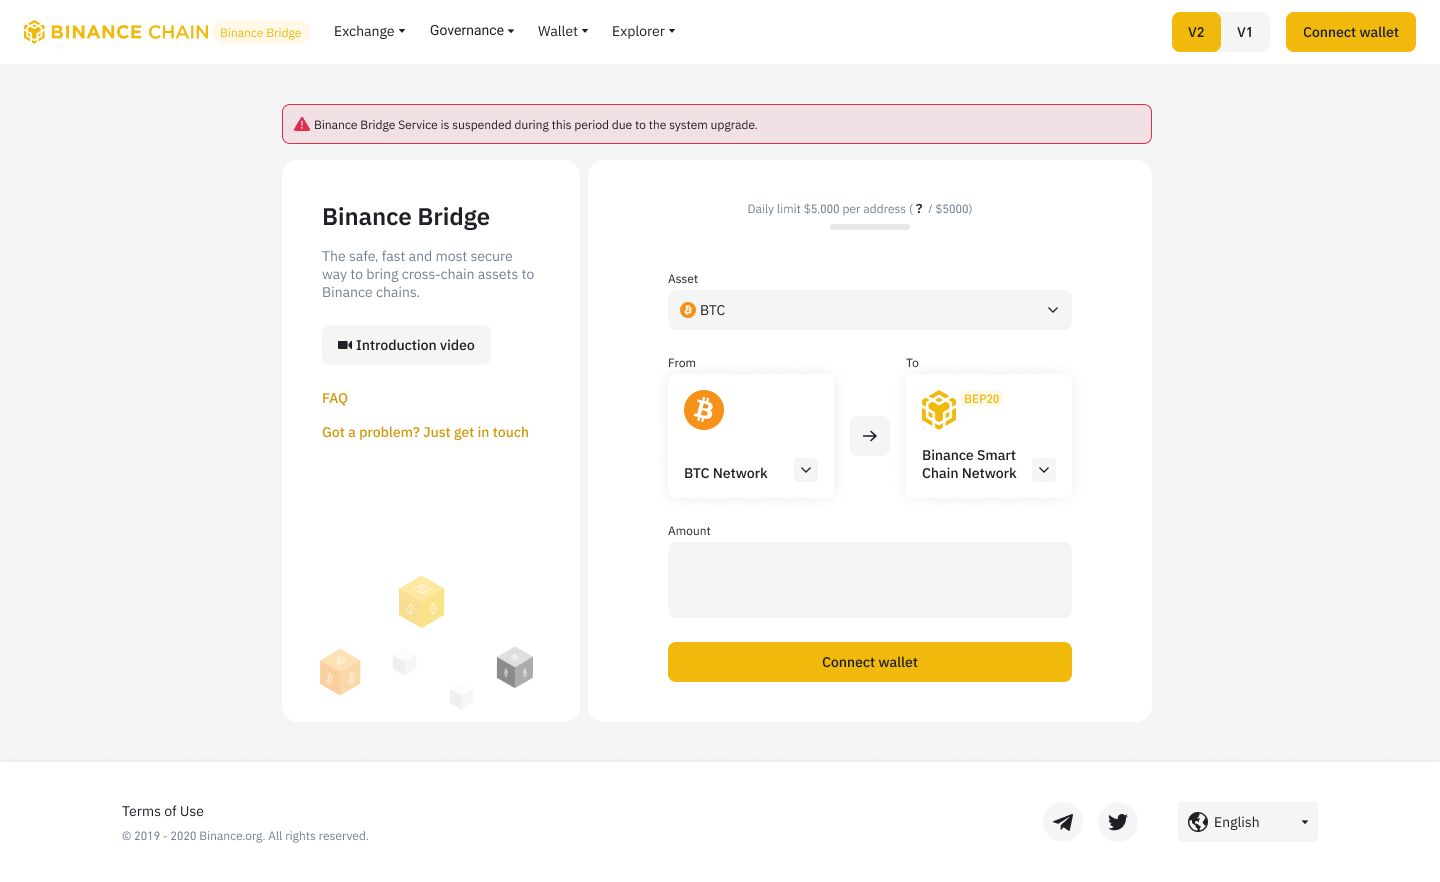 BINANCE CHAIN Binance Bridge Exchange Governance Wallet Explorer V2 V1 Connect wallet
Binance Bridge Service is suspended during this period due to the system upgrade.
Binance Bridge
The safe, fast and most secure
way to bring cross-chain assets to
Binance chains.
Introduction video
FAQ
Got a problem? Just get in touch
Daily limit $5,000 per address ( ? / $5000)
Asset
BTC
From
To
BTC Network
BEP20
Binance Smart
Chain Network
Amount
Connect wallet
Terms of Use
© 2019 - 2020 Binance.org. All rights reserved.
English